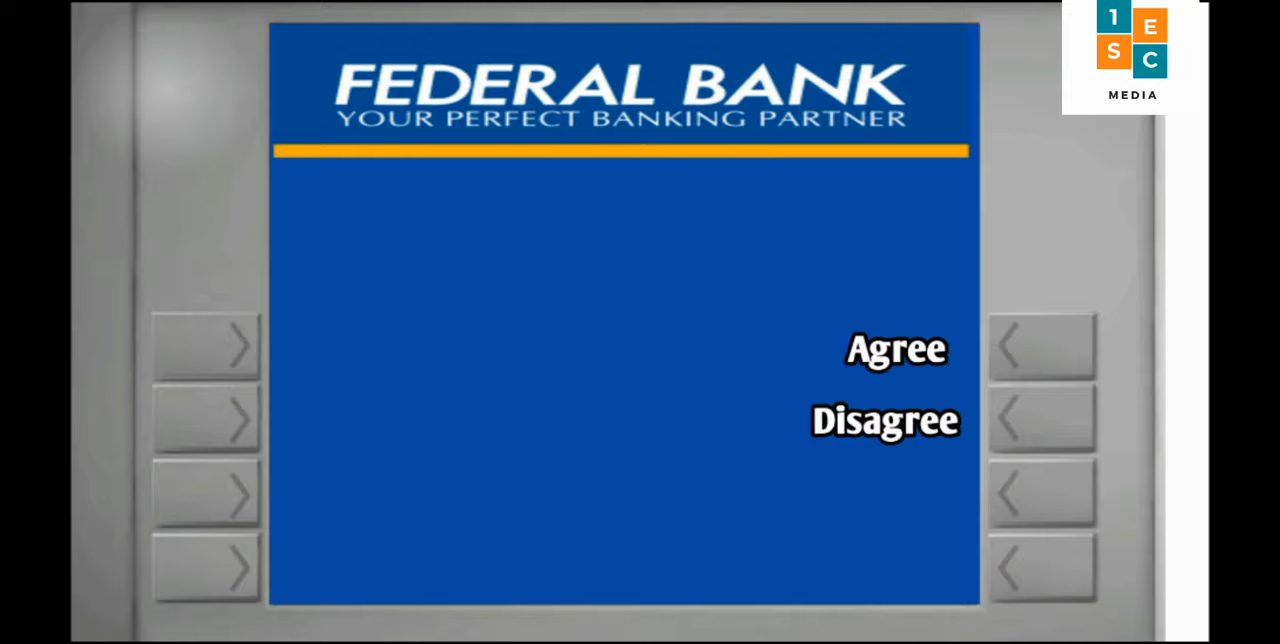 1
E
S
C
MEDIA
FEDERAL BANK
YOUR PERFECT BANKING PARTNER
Agree
Disagree